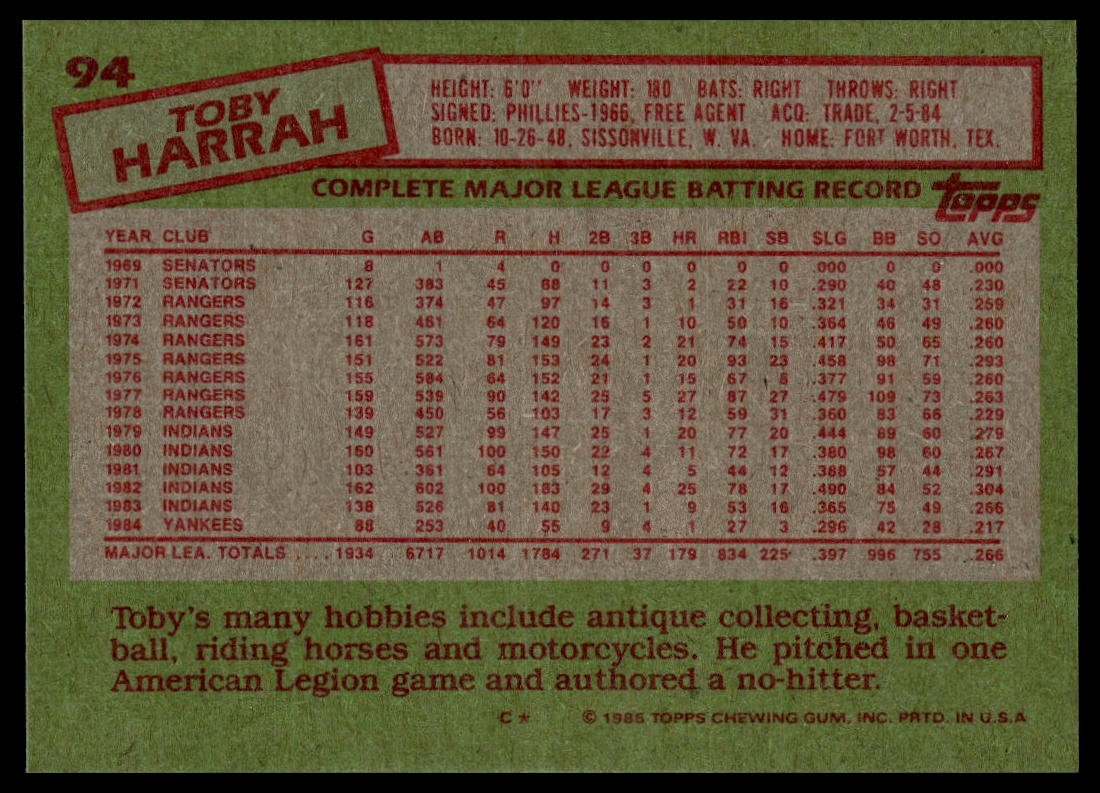 94
TOBY
HARRAH
HEIGHT: 6'0" WEIGHT: 180 BATS: RIGHT THROWS: RIGHT
SIGNED: PHILLIES-1966, FREE AGENT ACQ: TRADE, 2-5-84
BORN: 10-26-48, SISSONVILLE, W. VA. HOME: FORT WORTH, TEX.
COMPLETE MAJOR LEAGUE BATTING RECORD topps
YEAR CLUB G AB R H 2B 3B HR RBI SB SLG BB SO AVG
1969 SENATORS 8 1 4 0 0 0 0 0 0 .000 0 0 .000
1971 SENATORS 127 383 45 88 11 3 2 22 10 .290 40 48 .230
1972 RANGERS 116 374 47 97 14 3 1 31 16 .321 34 31 .259
1973 RANGERS 118 461 64 120 16 1 10 50 10 .364 46 49 .260
1974 RANGERS 161 573 79 149 23 2 21 74 15 .417 50 65 .260
1975 RANGERS 151 522 81 153 24 1 20 93 23 .458 98 71 .293
1976 RANGERS 155 584 64 152 21 1 15 67 8 .377 91 59 .260
1977 RANGERS 159 539 90 142 25 5 27 87 27 .479 109 73 .263
1978 RANGERS 139 450 56 103 17 3 12 59 31 .360 83 66 .229
1979 INDIANS 149 527 99 147 25 1 20 77 20 .444 89 60 .279
1980 INDIANS 160 561 100 150 22 4 11 72 17 .380 98 60 .267
1981 INDIANS 103 361 64 105 12 4 5 44 12 .388 57 44 .291
1982 INDIANS 162 602 100 183 29 4 25 78 17 .490 84 52 .304
1983 INDIANS 138 526 81 140 23 1 9 53 16 .365 75 49 .266
1984 YANKEES 88 253 40 55 9 4 1 27 3 .296 42 28 .217
MAJOR LEA. TOTALS .... 1934 6717 1014 1784 271 37 179 834 225 .397 996 755 .266
Toby's many hobbies include antique collecting, basket-
ball, riding horses and motorcycles. He pitched in one
American Legion game and authored a no-hitter.
C* © 1985 TOPPS CHEWING GUM, INC. PRTD. IN U.S.A